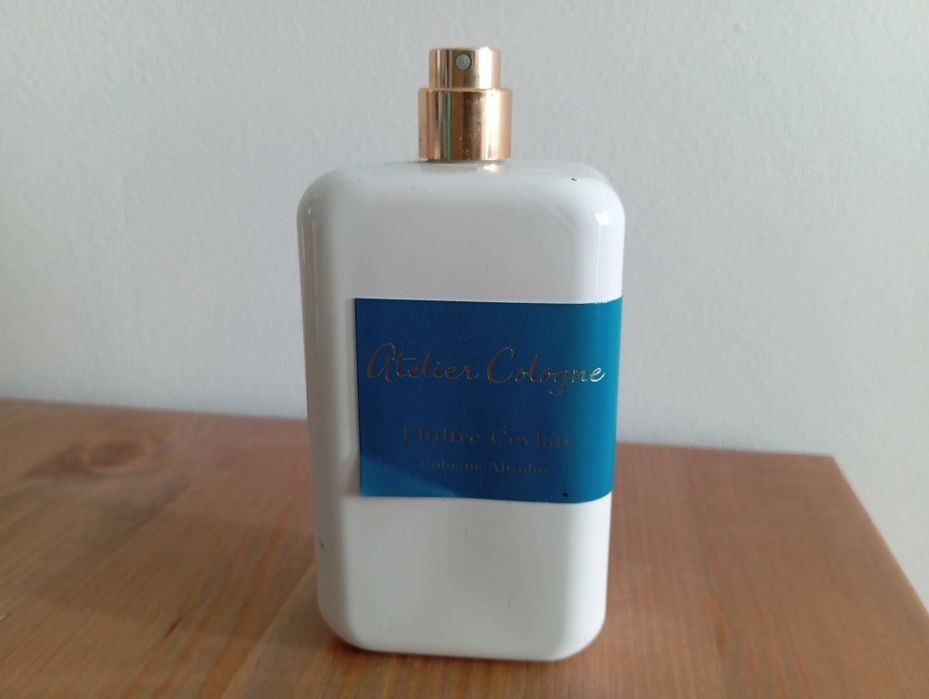 Atelier Cologne
Philtre Ceylan
Cologne Absolue